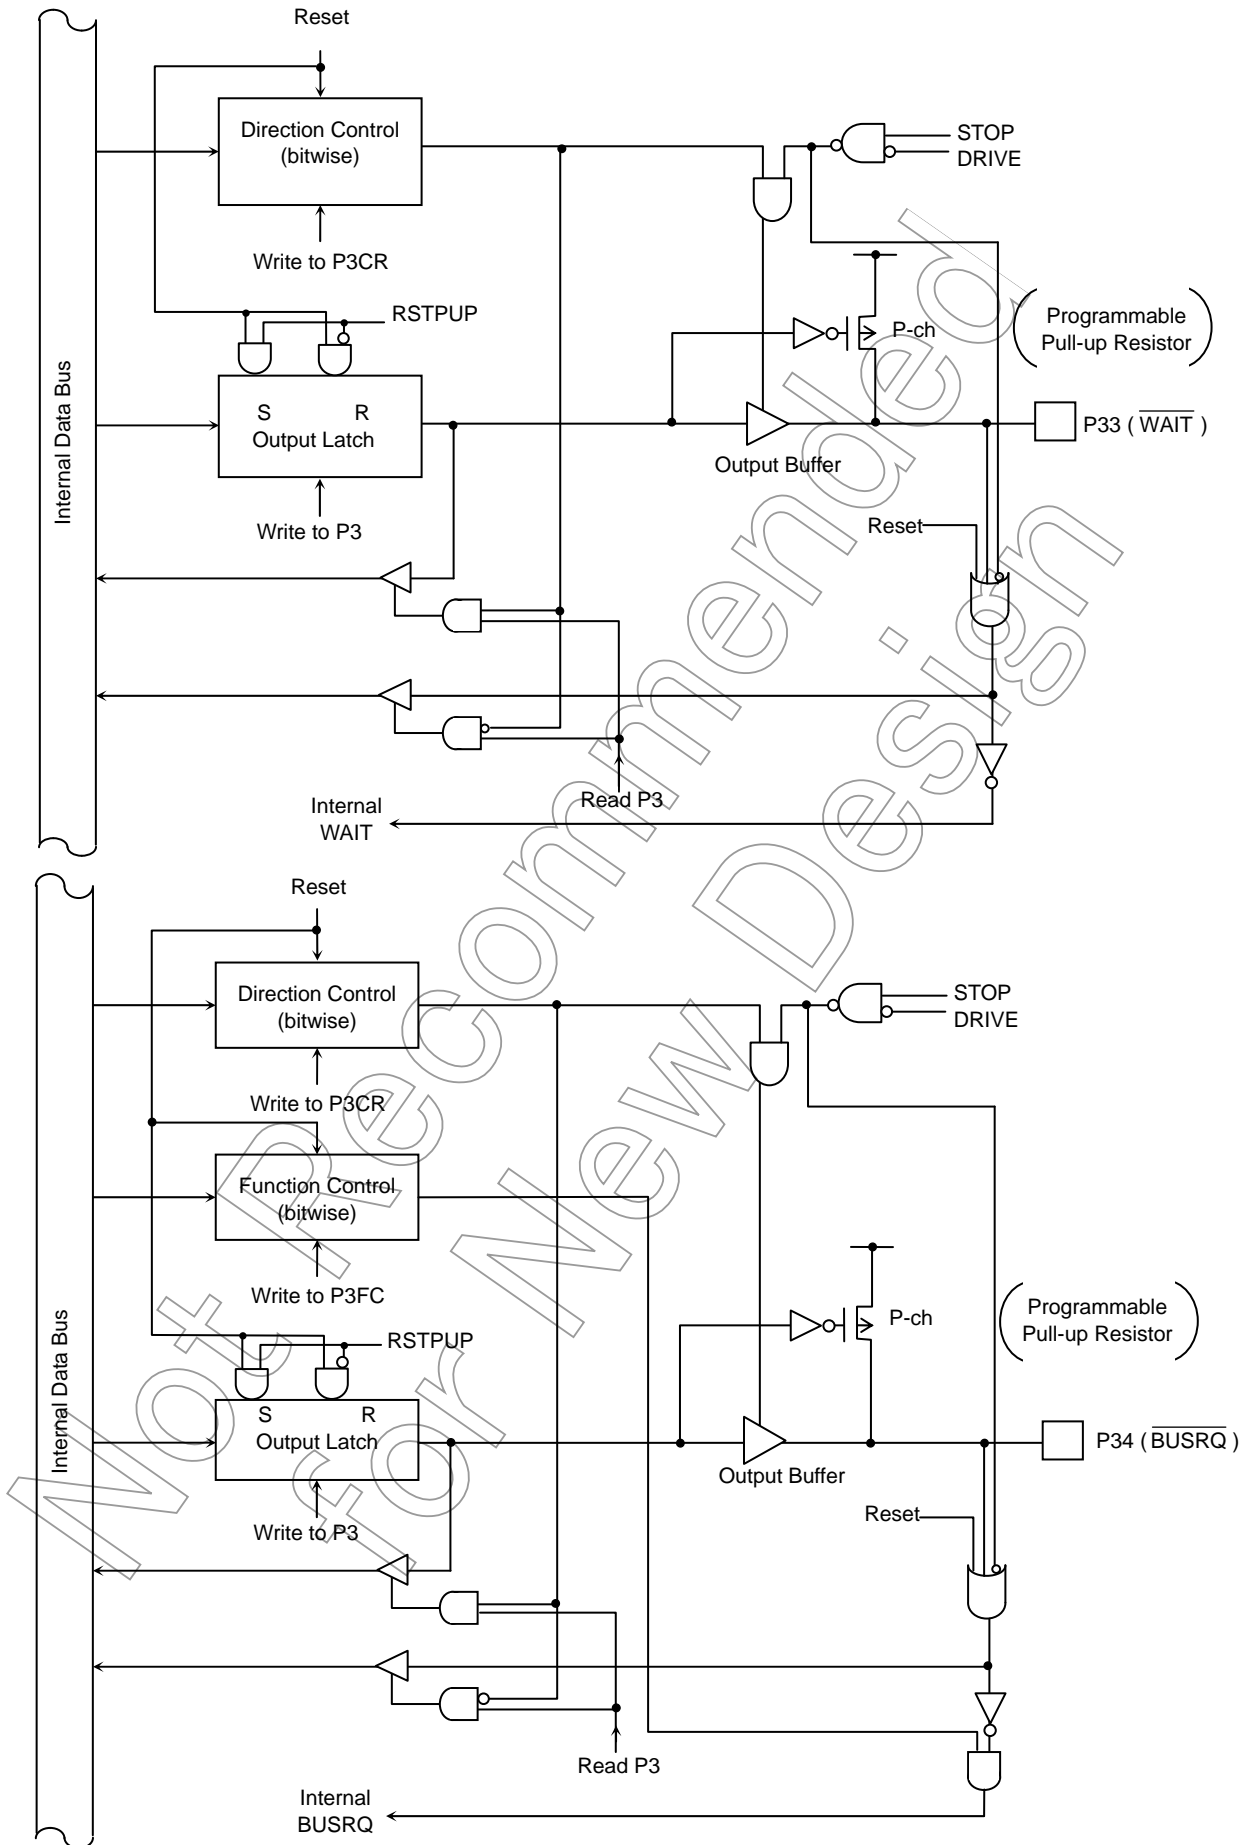 Reset
Direction Control
(bitwise)
STOP
DRIVE
Write to P3CR
RSTPUP
P-ch
Programmable
Pull-up Resistor
Internal Data Bus
S R
Output Latch
P33 ( WAIT )
Output Buffer
Write to P3
Reset
Read P3
Internal
WAIT
Reset
Direction Control
(bitwise)
STOP
DRIVE
Write to P3CR
Function Control
(bitwise)
Write to P3FC
RSTPUP
P-ch
Programmable
Pull-up Resistor
Internal Data Bus
S R
Output Latch
P34 ( BUSRQ )
Output Buffer
Write to P3
Reset
Read P3
Internal
BUSRQ
Not Recommended
for New Design